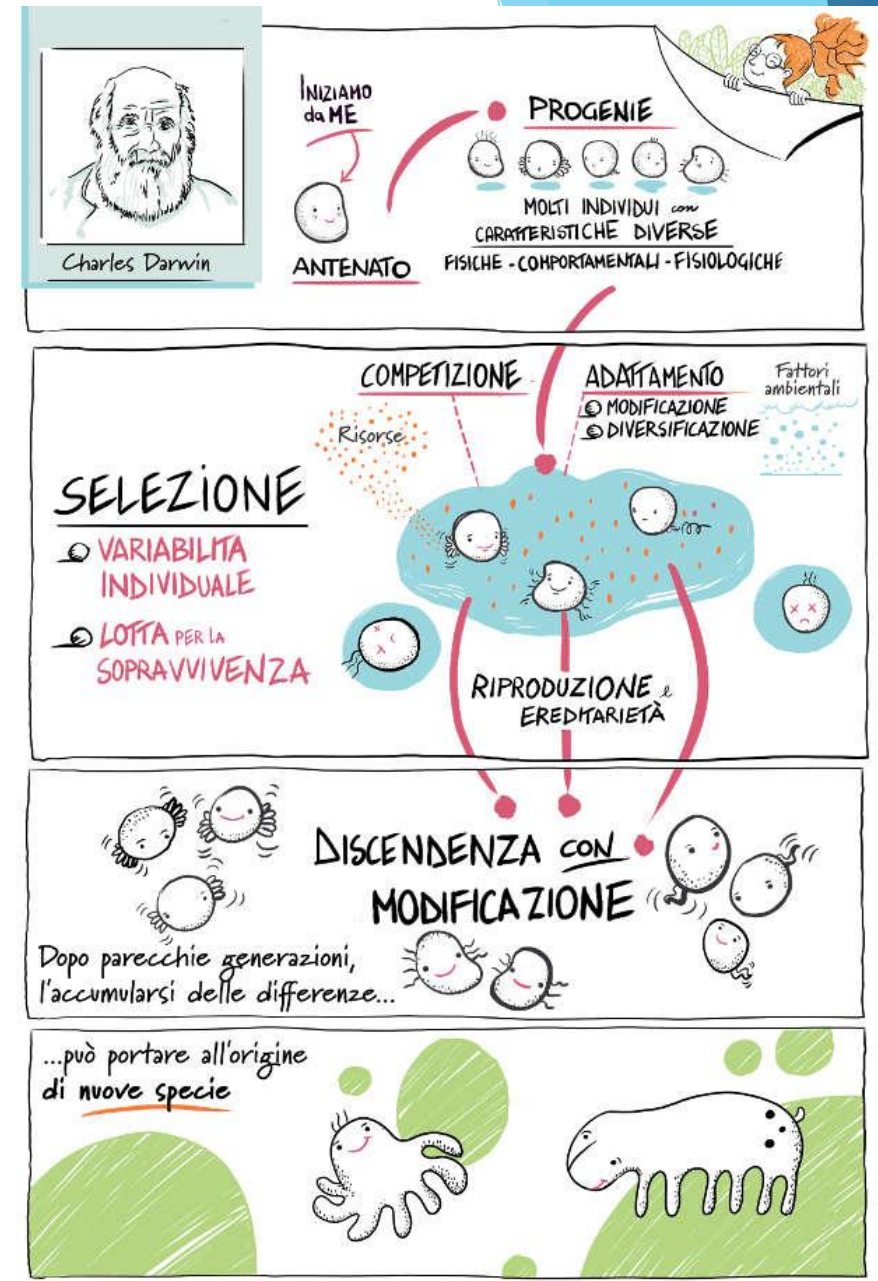 Charles Darwin
INIZIAMO
da ME
ANTENATO
PROGENIE
MOLTI INDIVIDUI con
CARATTERISTICHE DIVERSE
FISICHE - COMPORTAMENTALI - FISIOLOGICHE
COMPETIZIONE
ADATTAMENTO
MODIFICAZIONE
DIVERSIFICAZIONE
Fattori
ambientali
Risorse
SELEZIONE
VARIABILITA
INDIVIDUALE
LOTTA PER LA
SOPRAVVIVENZA
RIPRODUZIONE e
EREDITARIETÀ
DISCENDENZA CON
MODIFICAZIONE
Dopo parecchie generazioni,
l'accumularsi delle differenze...
...può portare all'origine
di nuove specie